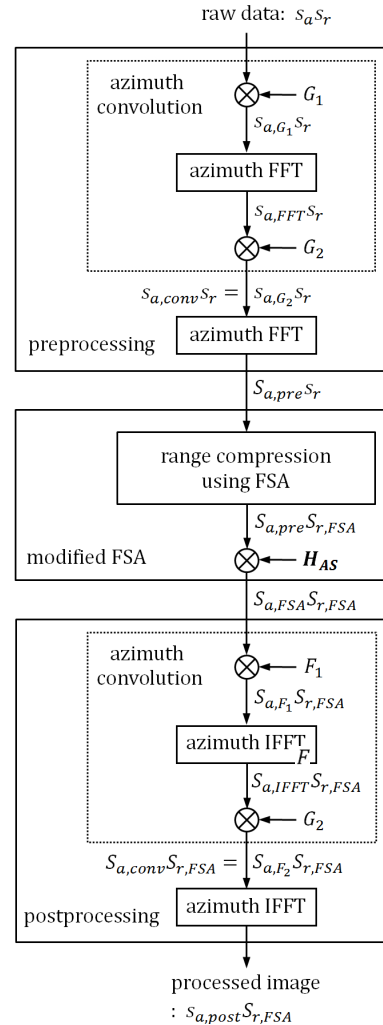 raw data: s_a s_r
azimuth
convolution
G_1
s_{a,G_1} s_r
azimuth FFT
s_{a,FFT} s_r
G_2
s_{a,conv} s_r = s_{a,G_2} s_r
azimuth FFT
preprocessing
S_{a,pre} s_r
range compression
using FSA
S_{a,pre} S_{r,FSA}
modified FSA
H_{AS}
S_{a,FSA} S_{r,FSA}
azimuth
convolution
F_1
S_{a,F_1} S_{r,FSA}
azimuth IFFT
F
S_{a,IFFT} S_{r,FSA}
G_2
S_{a,conv} S_{r,FSA} = S_{a,F_2} S_{r,FSA}
azimuth IFFT
postprocessing
processed image
: s_{a,post} S_{r,FSA}